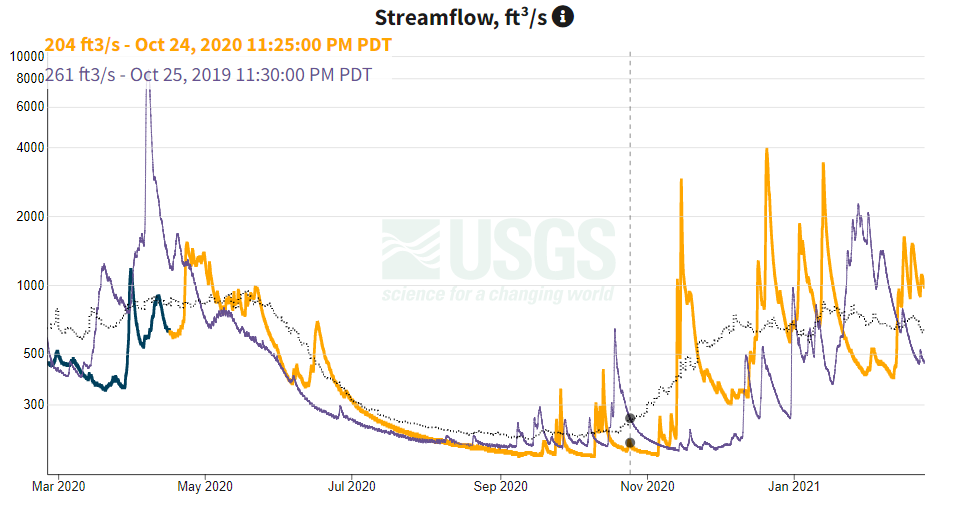 Streamflow, ft³/s
204 ft3/s - Oct 24, 2020 11:25:00 PM PDT
261 ft3/s - Oct 25, 2019 11:30:00 PM PDT
10000
8000
6000
4000
2000
1000
500
300
USGS
science for a changing world
Mar 2020 May 2020 Jul 2020 Sep 2020 Nov 2020 Jan 2021